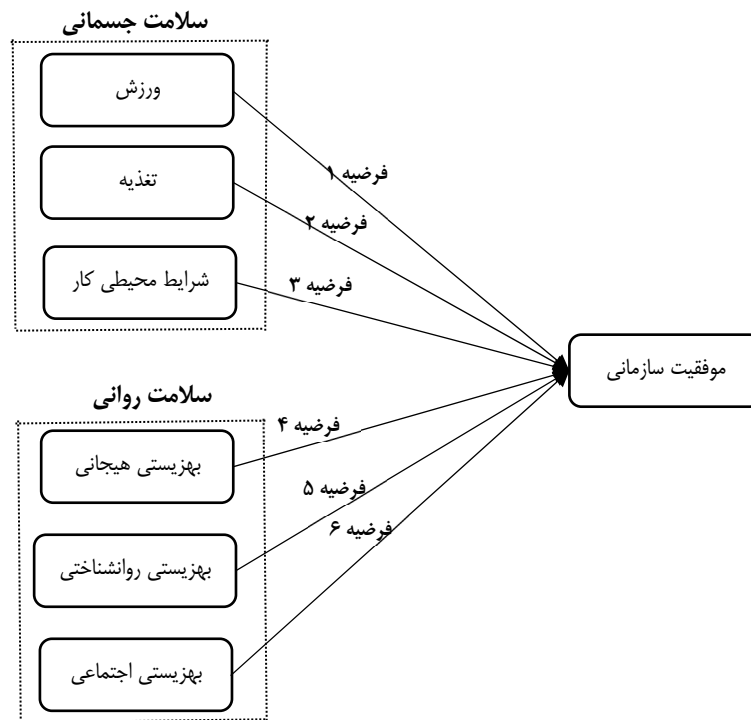 سلامت جسمانی
ورزش
تغذیه
شرایط محیطی کار
فرضیه ۱
فرضیه ۲
فرضیه ۳
موفقیت سازمانی
سلامت روانی
بهزیستی هیجانی
بهزیستی روانشناختی
بهزیستی اجتماعی
فرضیه ۴
فرضیه ۵
فرضیه ۶